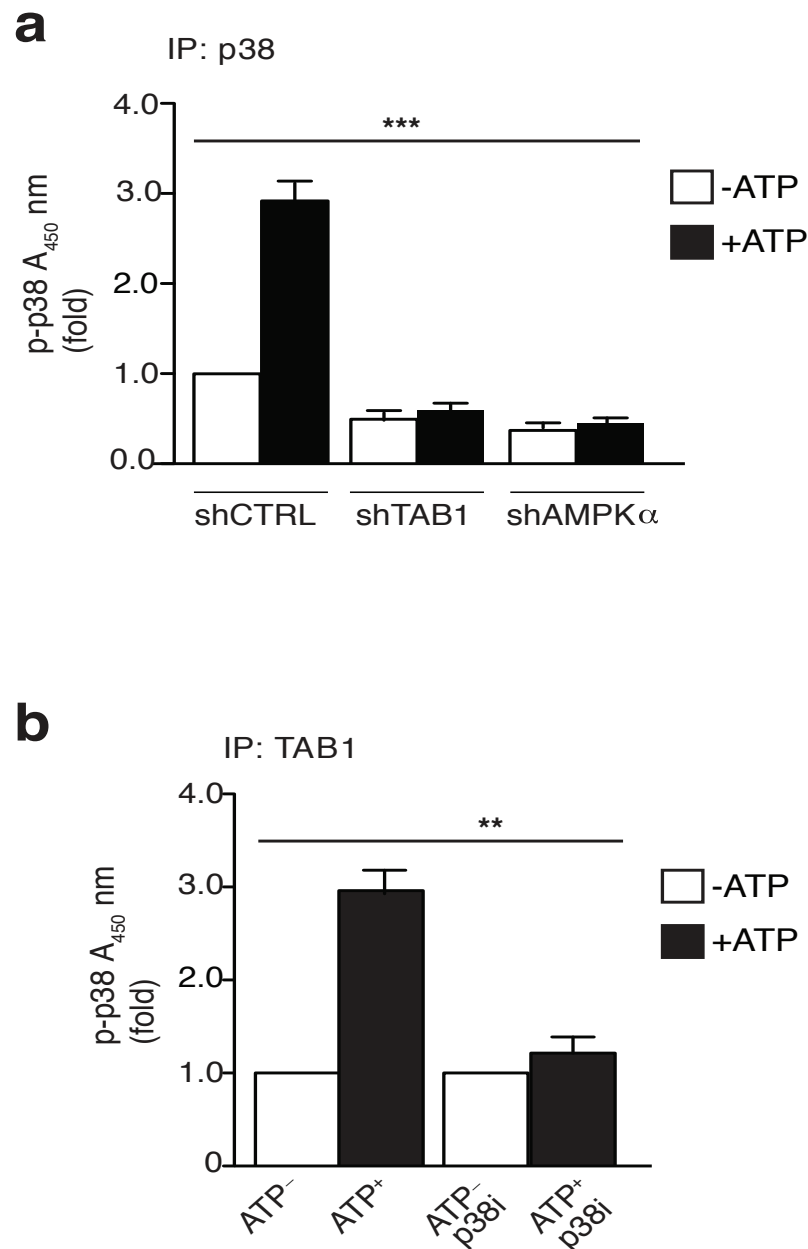 a
IP: p38
4.0
3.0
2.0
1.0
0.0
p-p38 A450 nm
(fold)
***
-ATP
+ATP
shCTRL shTAB1 shAMPKα
b
IP: TAB1
4.0
3.0
2.0
1.0
0
p-p38 A450 nm
(fold)
**
-ATP
+ATP
ATP⁻
ATP⁺
ATP⁻
p38i
ATP⁺
p38i